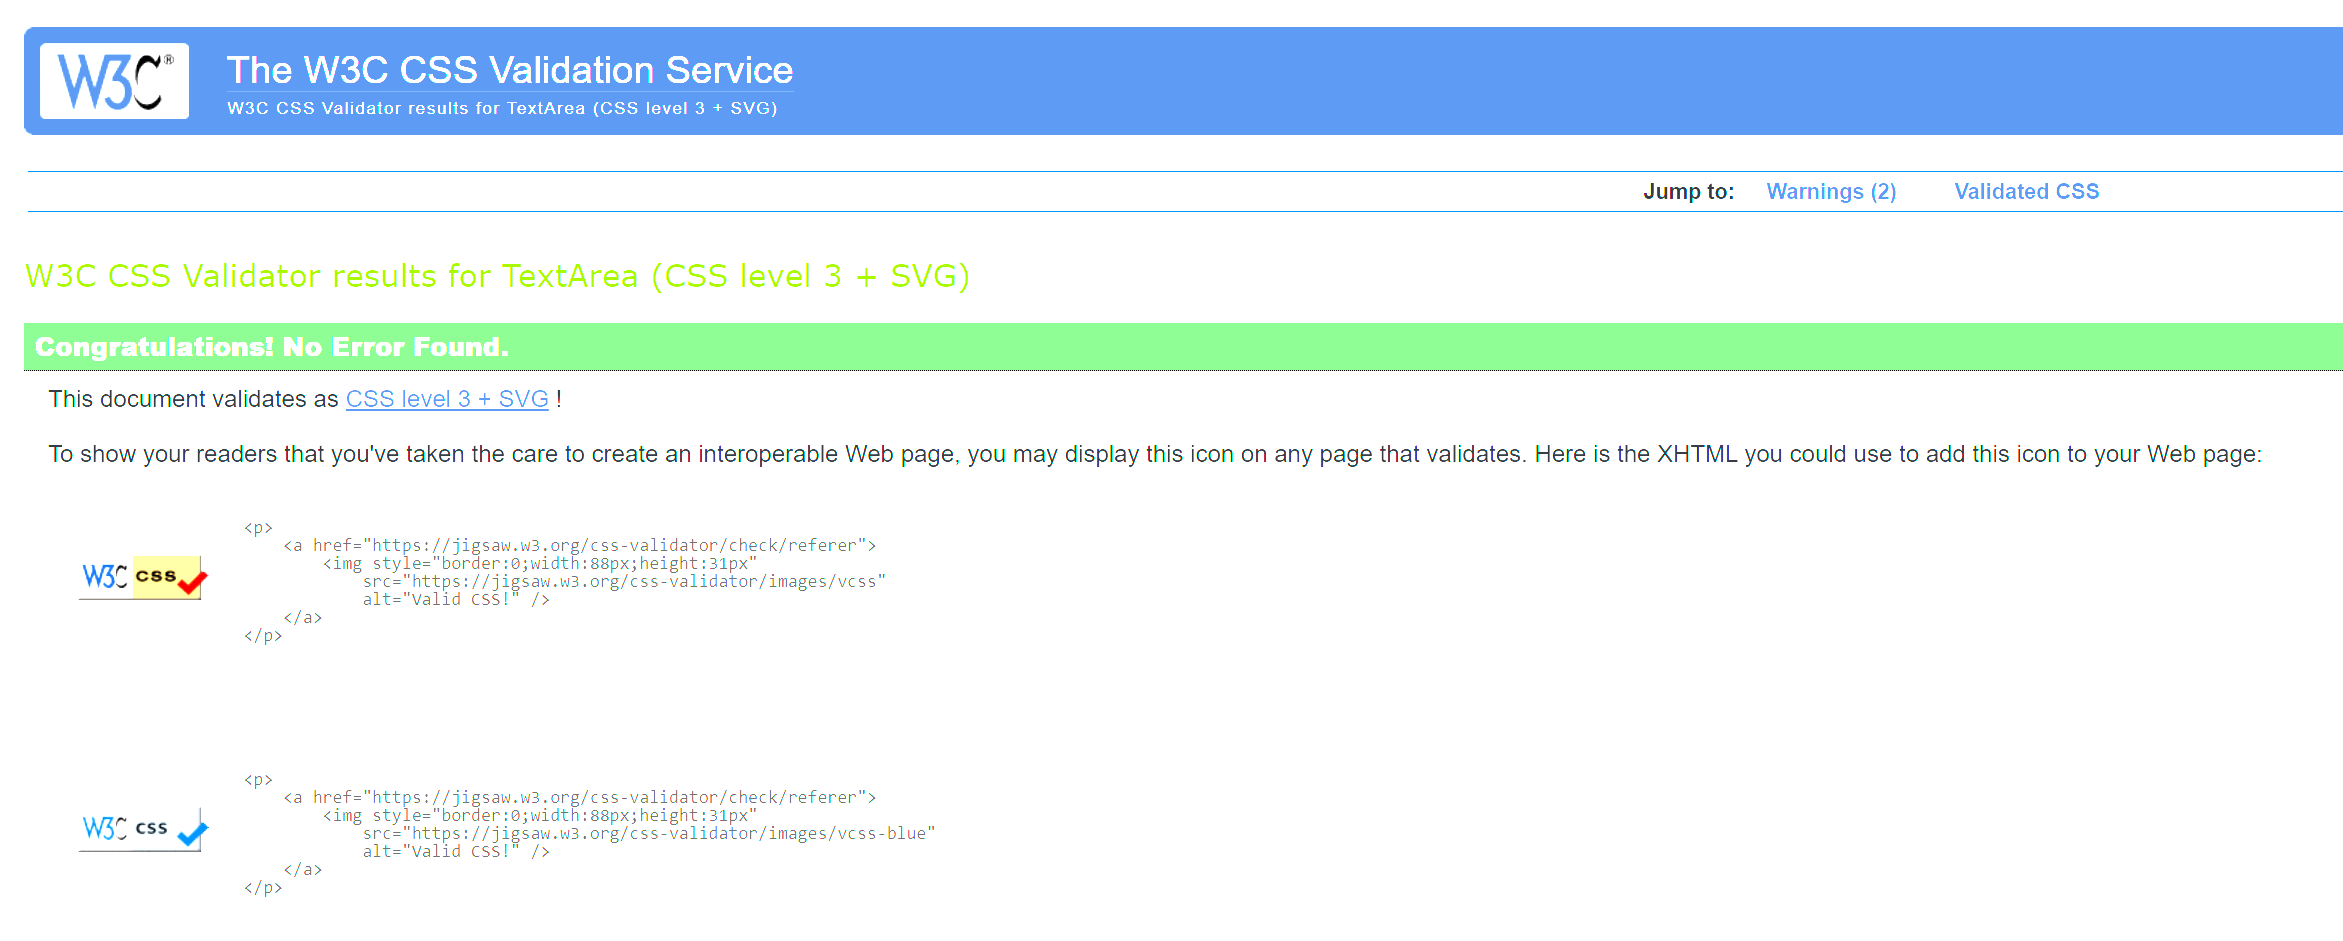 W3C®
The W3C CSS Validation Service
W3C CSS Validator results for TextArea (CSS level 3 + SVG)
Jump to: Warnings (2) Validated CSS
W3C CSS Validator results for TextArea (CSS level 3 + SVG)
Congratulations! No Error Found.
This document validates as CSS level 3 + SVG !
To show your readers that you've taken the care to create an interoperable Web page, you may display this icon on any page that validates. Here is the XHTML you could use to add this icon to your Web page:
W3C css
<p>
<a href="https://jigsaw.w3.org/css-validator/check/referer">
<img style="border:0;width:88px;height:31px"
src="https://jigsaw.w3.org/css-validator/images/vcss"
alt="Valid CSS!" />
</a>
</p>
W3C css
<p>
<a href="https://jigsaw.w3.org/css-validator/check/referer">
<img style="border:0;width:88px;height:31px"
src="https://jigsaw.w3.org/css-validator/images/vcss-blue"
alt="Valid CSS!" />
</a>
</p>